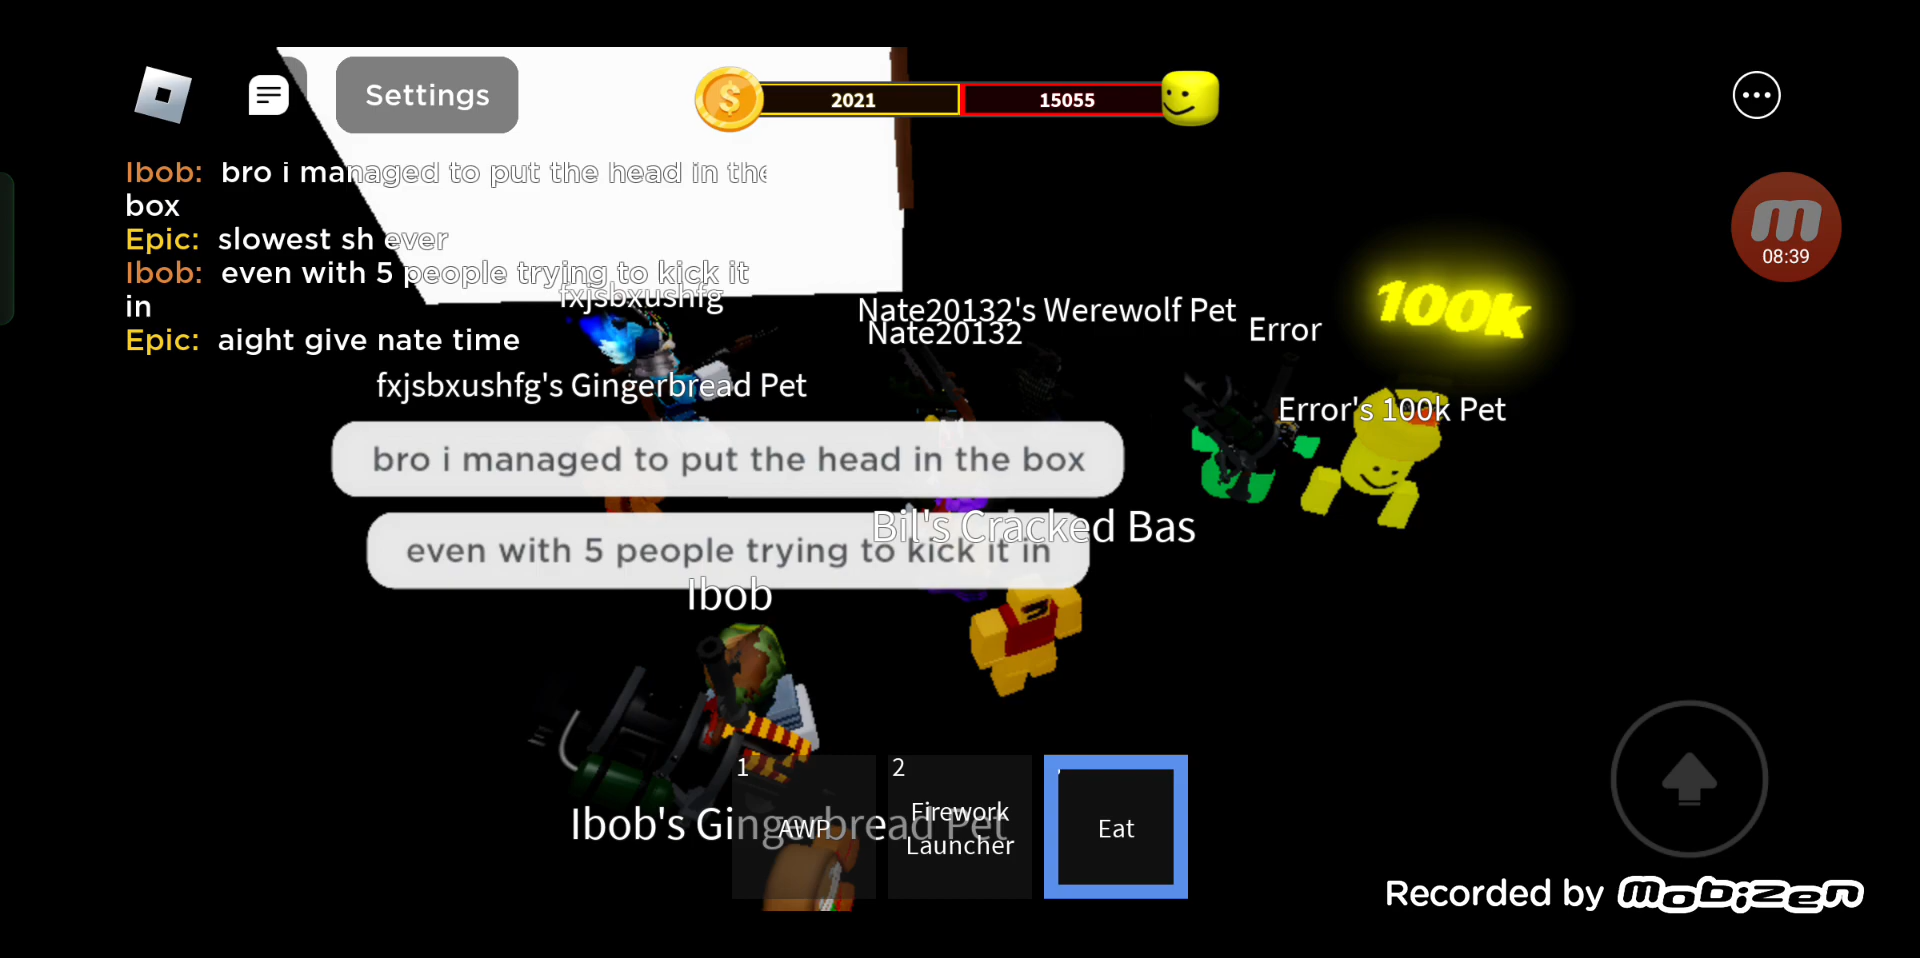 Settings
$
2021
15055
Ibob: bro i managed to put the head in the
box
Epic: slowest sh ever
Ibob: even with 5 people trying to kick it
in
Epic: aight give nate time
08:39
100k
fxjsbxushfg
Nate20132's Werewolf Pet
Nate20132
Error
fxjsbxushfg's Gingerbread Pet
Error's 100k Pet
bro i managed to put the head in the box
Bil's Cracked Bas
even with 5 people trying to kick it in
Ibob
1
2
Ibob's Gingerbread Pet
AWP
Firework
Launcher
Eat
Recorded by mobizen